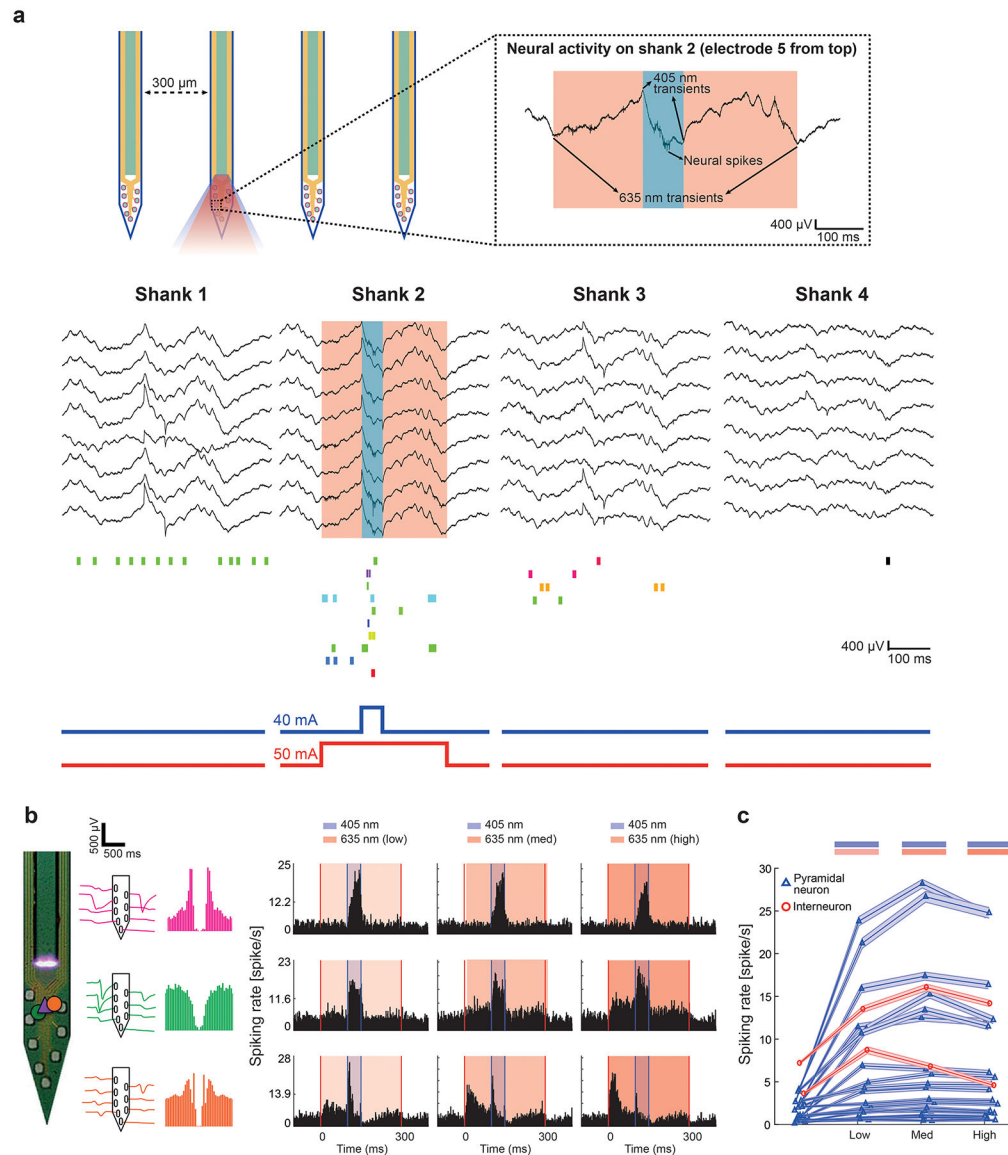 a
300 µm
Neural activity on shank 2 (electrode 5 from top)
405 nm
transients
Neural spikes
635 nm transients
400 µV
100 ms
Shank 1
Shank 2
Shank 3
Shank 4
400 µV
100 ms
40 mA
50 mA
b
500 µV
500 ms
405 nm
635 nm (low)
405 nm
635 nm (med)
405 nm
635 nm (high)
Spiking rate [spike/s]
25
12.2
0
23
11.6
0
28
13.9
0
0 300
Time (ms)
0 300
Time (ms)
0 300
Time (ms)
c
Pyramidal
neuron
Interneuron
Spiking rate [spike/s]
30
25
20
15
10
5
0
Low
Med
High